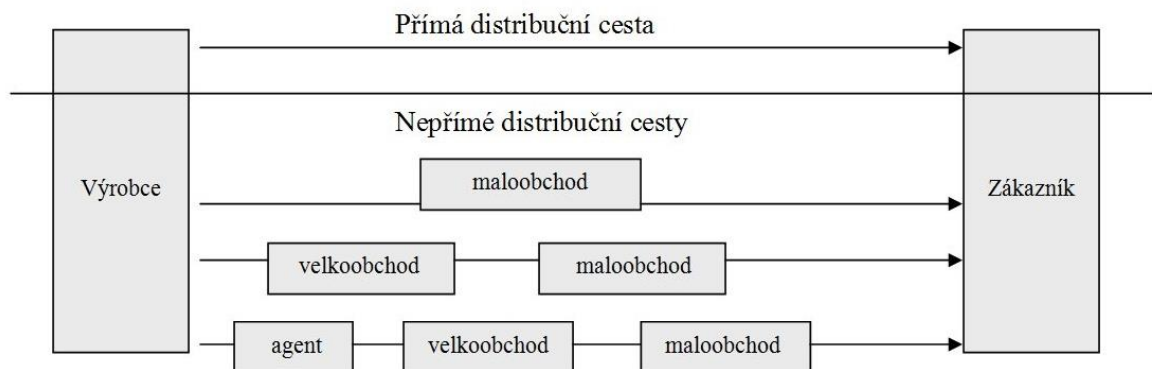 Přímá distribuční cesta
Nepřímé distribuční cesty
Výrobce
maloobchod
Zákazník
velkoobchod
maloobchod
agent
velkoobchod
maloobchod